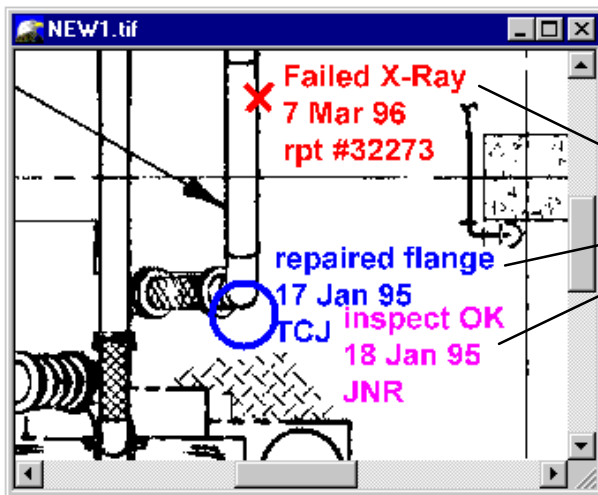 NEW1.tif
Failed X-Ray
7 Mar 96
rpt #32273
repaired flange
17 Jan 95
TCJ
inspect OK
18 Jan 95
JNR